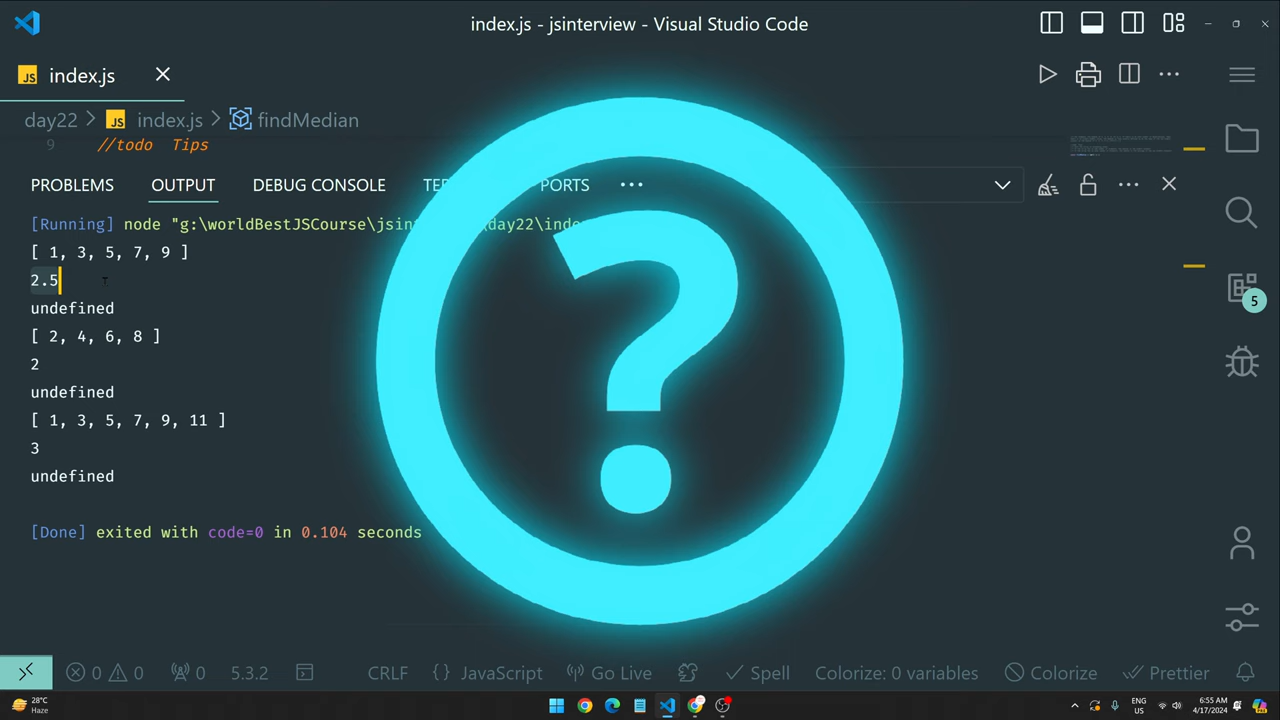 index.js - jsinterview - Visual Studio Code
JS index.js
day22 > JS index.js > findMedian
9 //todo Tips
PROBLEMS OUTPUT DEBUG CONSOLE PORTS
[Running] node "g:\worldBestJSCourse\
[ 1, 3, 5, 7, 9 ]
2.5
undefined
[ 2, 4, 6, 8 ]
2
undefined
[ 1, 3, 5, 7, 9, 11 ]
3
undefined
[Done] exited with code=0 in 0.104 seconds
?
5
0 0 0 5.3.2 CRLF {} JavaScript Go Live Spell Colorize: 0 variables Colorize Prettier
28°C
Haze
ENG
US
6:55 AM
4/17/2024